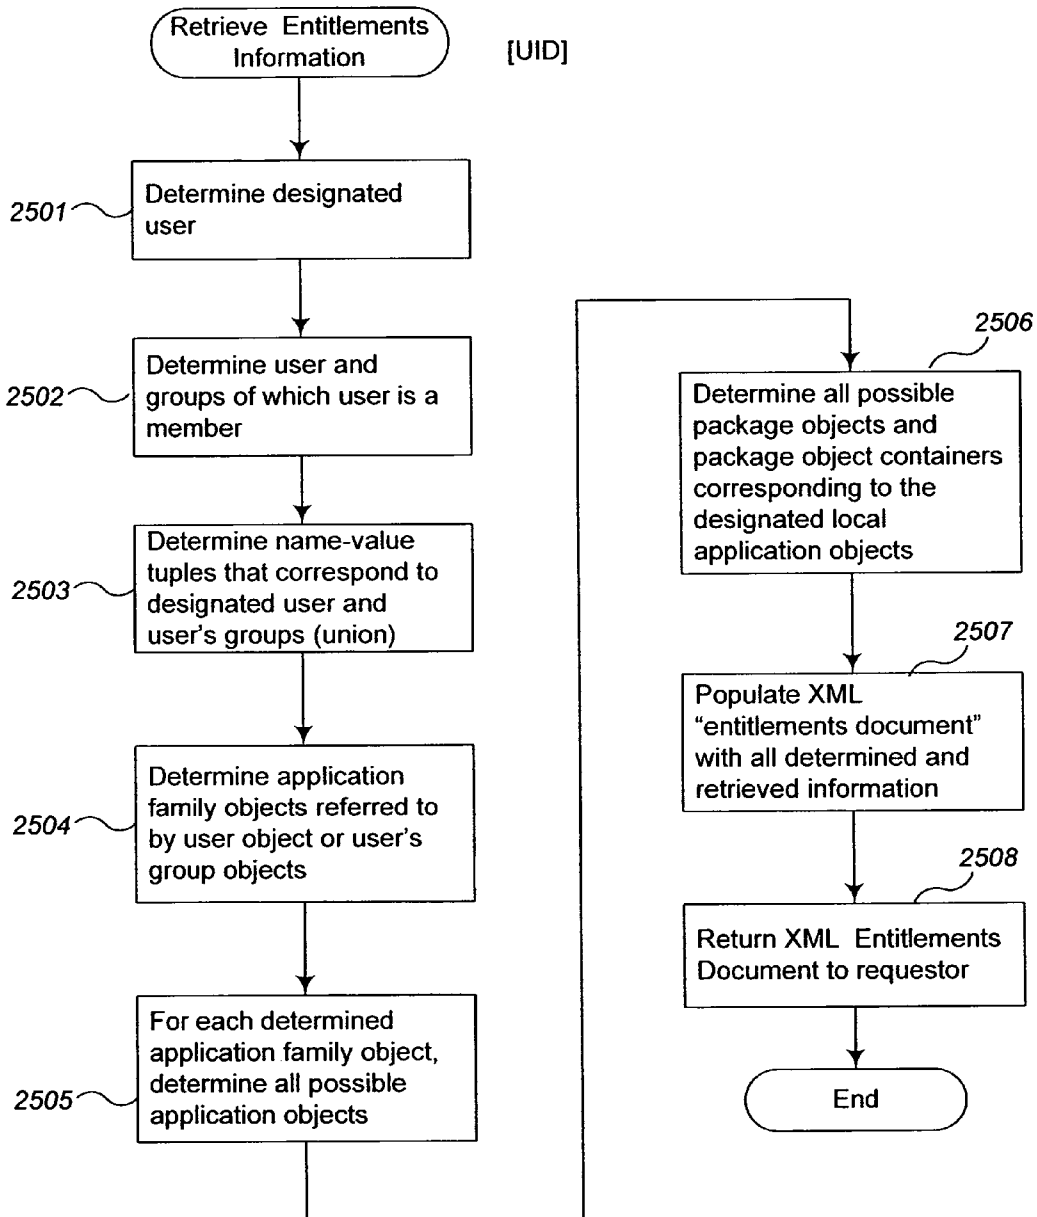 Retrieve Entitlements
Information
[UID]
2501
Determine designated
user
2502
Determine user and
groups of which user is a
member
2503
Determine name-value
tuples that correspond to
designated user and
user's groups (union)
2504
Determine application
family objects referred to
by user object or user's
group objects
2505
For each determined
application family object,
determine all possible
application objects
2506
Determine all possible
package objects and
package object containers
corresponding to the
designated local
application objects
2507
Populate XML
“entitlements document”
with all determined and
retrieved information
2508
Return XML Entitlements
Document to requestor
End